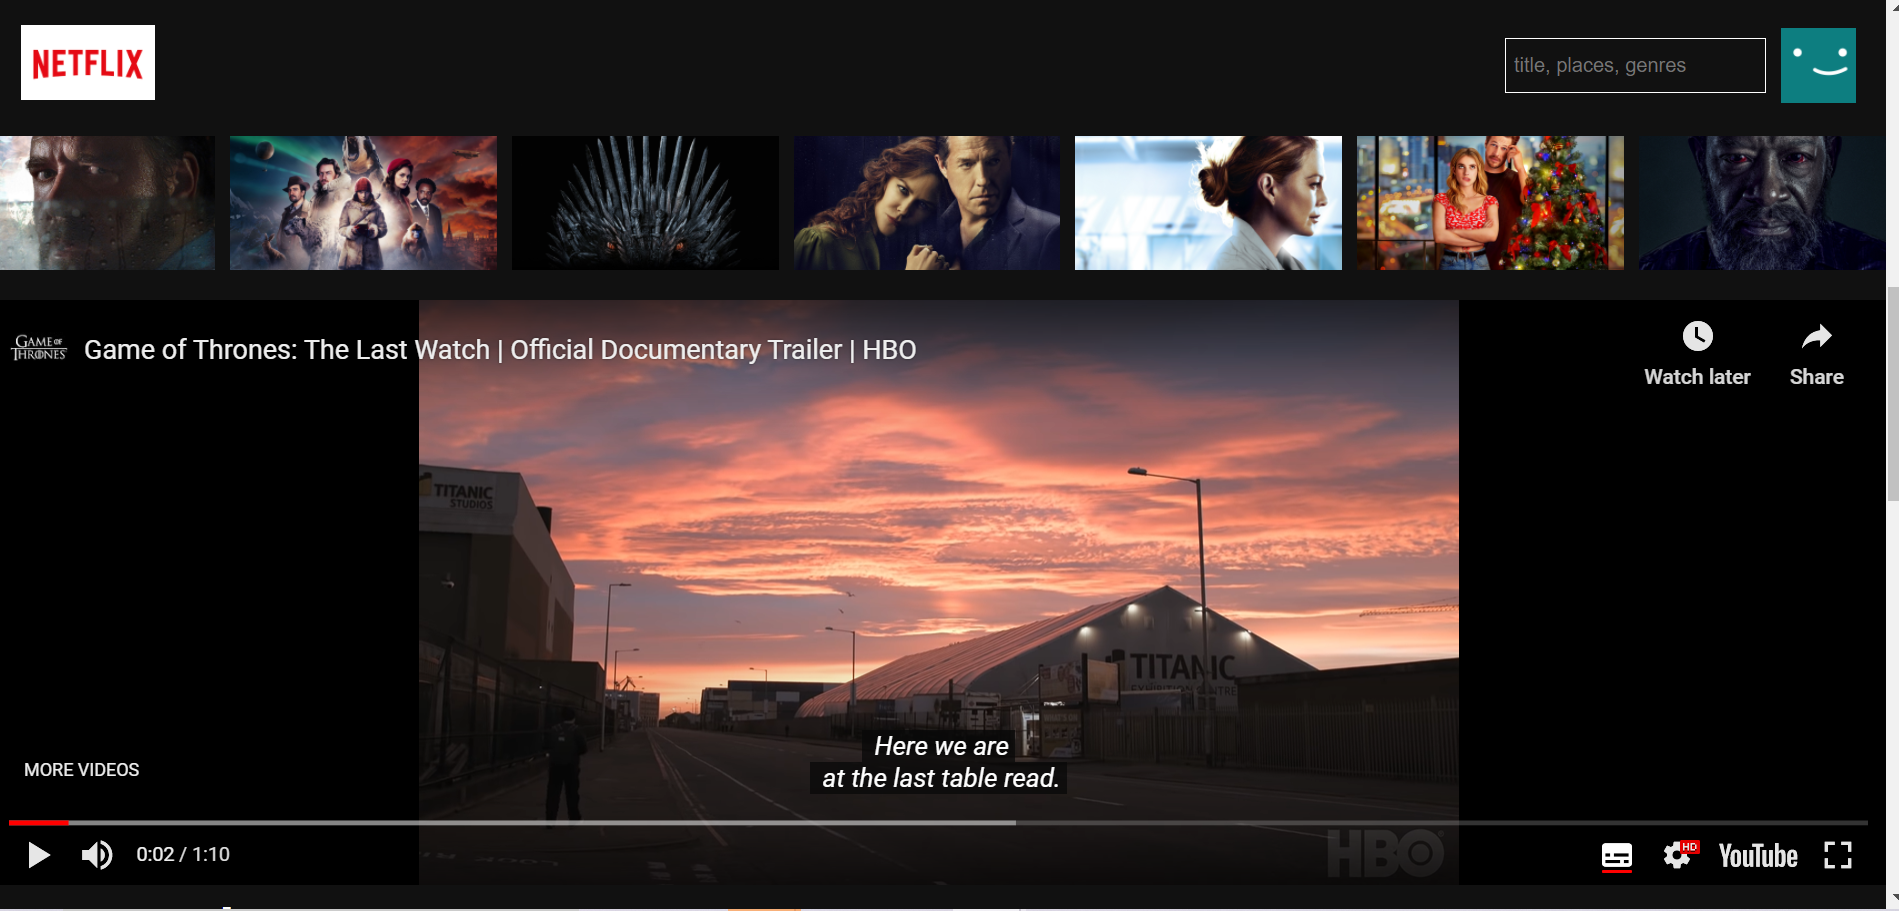 NETFLIX
title, places, genres
GAME OF
THRONES
Game of Thrones: The Last Watch | Official Documentary Trailer | HBO
Watch later
Share
TITANIC
STUDIOS
TITANIC
EXHIBITION CENTRE
Here we are
at the last table read.
MORE VIDEOS
0:02 / 1:10
HBO
HD
YouTube